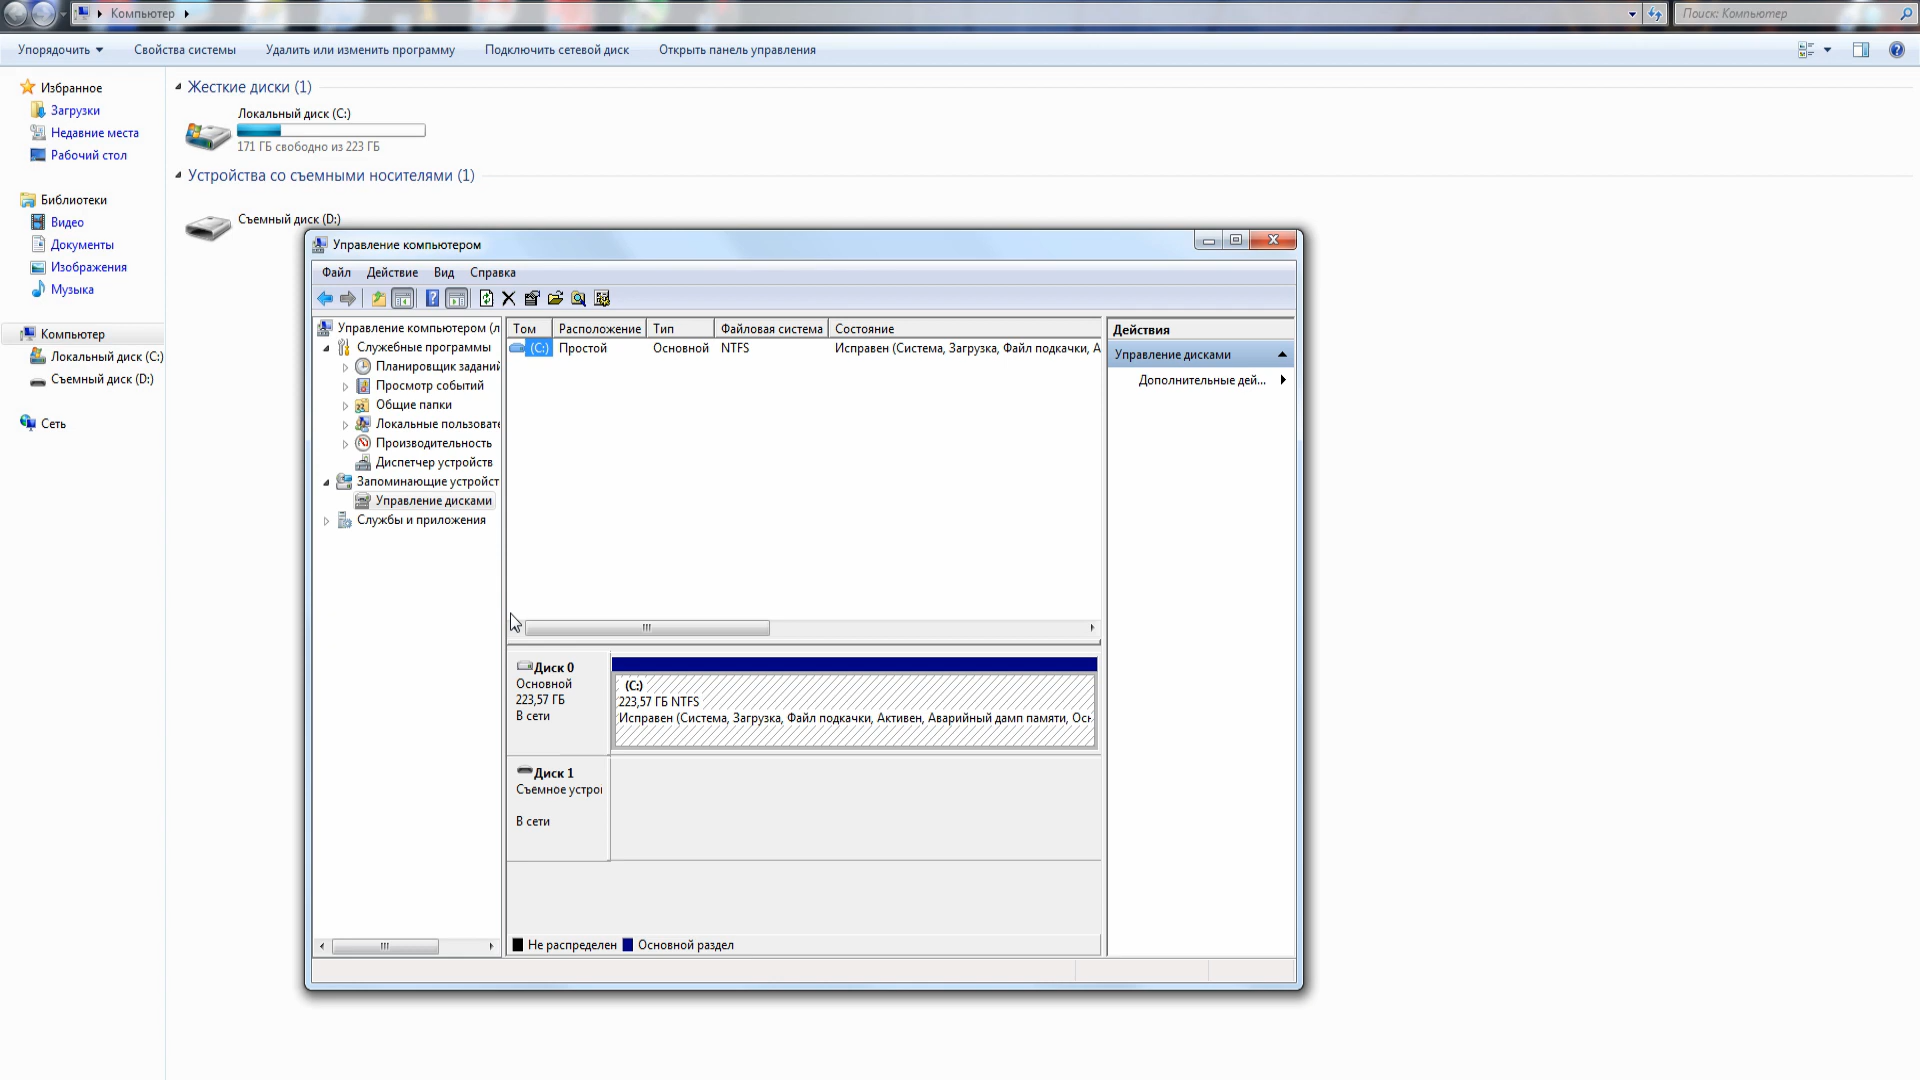 Компьютер
Поиск: Компьютер
Упорядочить
Свойства системы
Удалить или изменить программу
Подключить сетевой диск
Открыть панель управления
Избранное
Загрузки
Недавние места
Рабочий стол
Библиотеки
Видео
Документы
Изображения
Музыка
Компьютер
Локальный диск (C:)
Съемный диск (D:)
Сеть
Жесткие диски (1)
Локальный диск (C:)
171 ГБ свободно из 223 ГБ
Устройства со съемными носителями (1)
Съемный диск (D:)
Управление компьютером
Файл
Действие
Вид
Справка
Управление компьютером (л
Служебные программы
Планировщик заданий
Просмотр событий
Общие папки
Локальные пользовате
Производительность
Диспетчер устройств
Запоминающие устройст
Управление дисками
Службы и приложения
Том
Расположение
Тип
Файловая система
Состояние
(C:)
Простой
Основной
NTFS
Исправен (Система, Загрузка, Файл подкачки, А
Диск 0
Основной
223,57 ГБ
В сети
(C:)
223,57 ГБ NTFS
Исправен (Система, Загрузка, Файл подкачки, Активен, Аварийный дамп памяти, Осн
Диск 1
Съемное устро
В сети
Не распределен
Основной раздел
Действия
Управление дисками
Дополнительные дей...